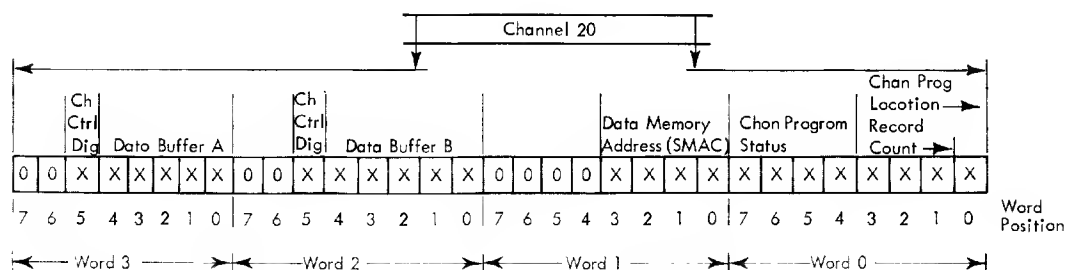 Channel 20
Chan Prog
Ch Ch Location
Ctrl Ctrl Data Memory Chon Progrom Record
Dig Dato Buffer A Dig Data Buffer B Address (SMAC) Status Count
0 0 X X X X X X 0 0 X X X X X X 0 0 0 0 X X X X X X X X X X X X
7 6 5 4 3 2 1 0 7 6 5 4 3 2 1 0 7 6 5 4 3 2 1 0 7 6 5 4 3 2 1 0 Word
Position
Word 3 Word 2 Word 1 Word 0